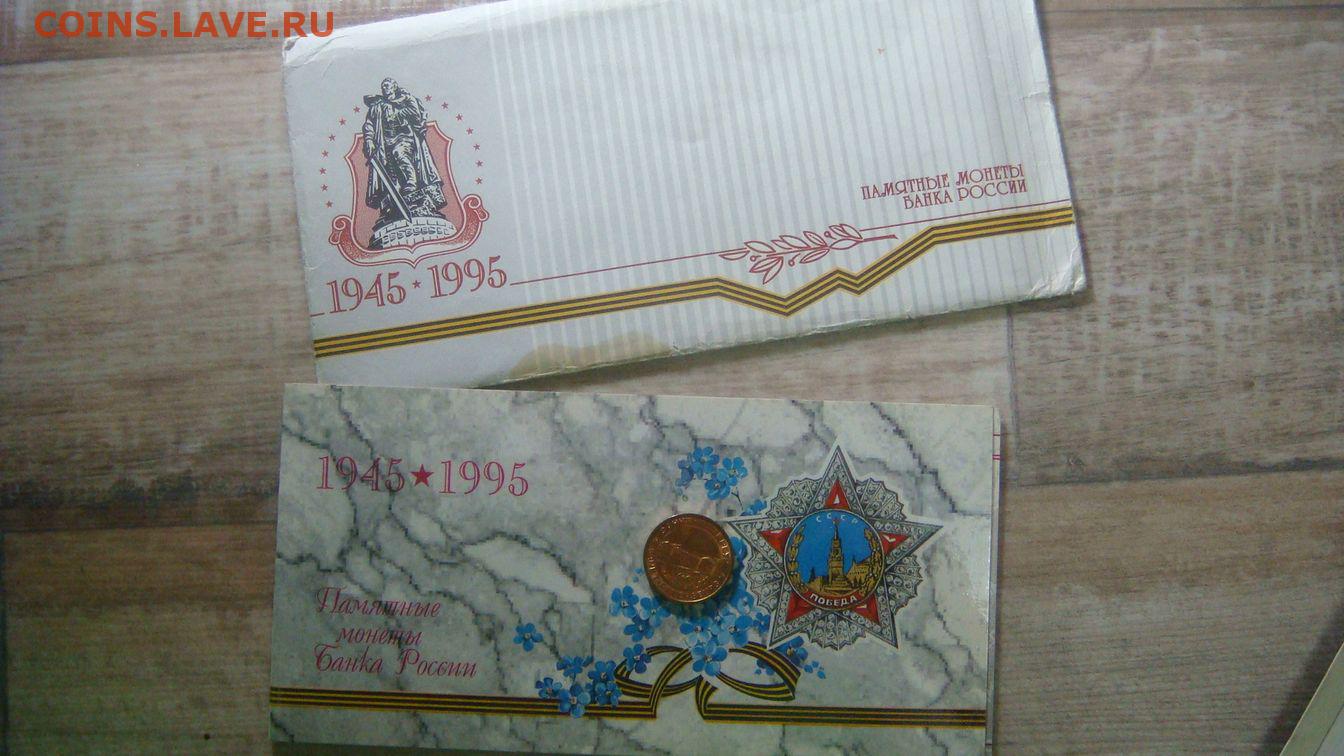 COINS.LAVE.RU
ПАМЯТНЫЕ МОНЕТЫ
БАНКА РОССИИ
1945 ★ 1995
1945 ★ 1995
СССР
ПОБЕДА
Памятные
монеты
Банка России